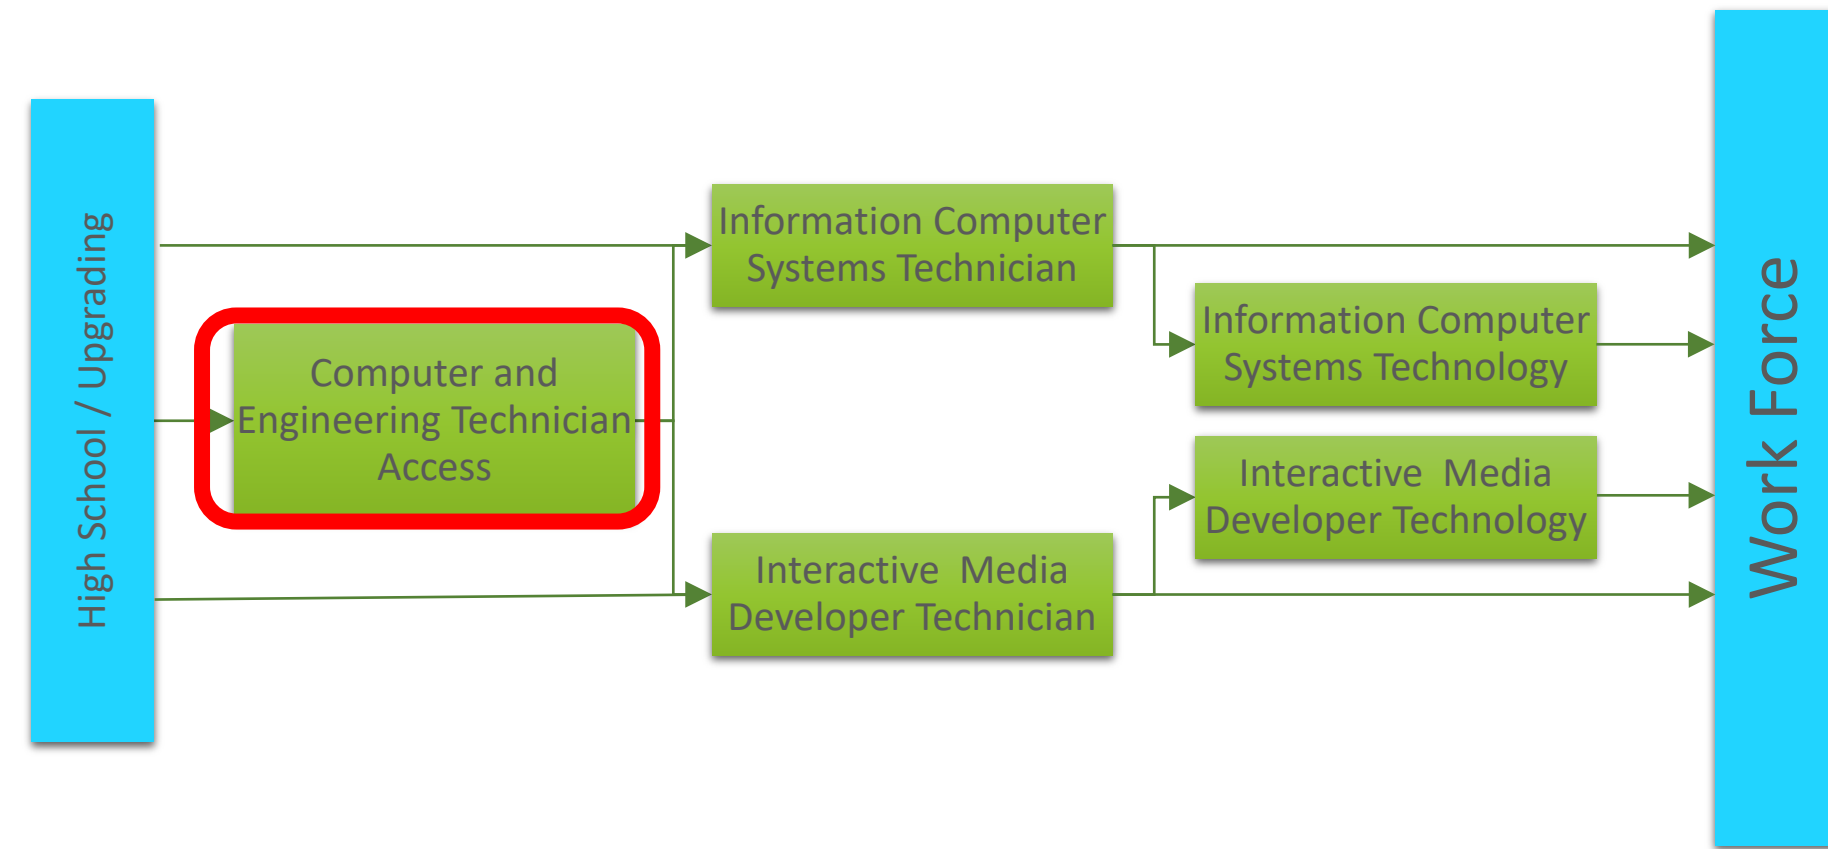 High School / Upgrading
Computer and
Engineering Technician
Access
Information Computer
Systems Technician
Interactive  Media
Developer Technician
Information Computer
Systems Technology
Interactive  Media
Developer Technology
Work Force